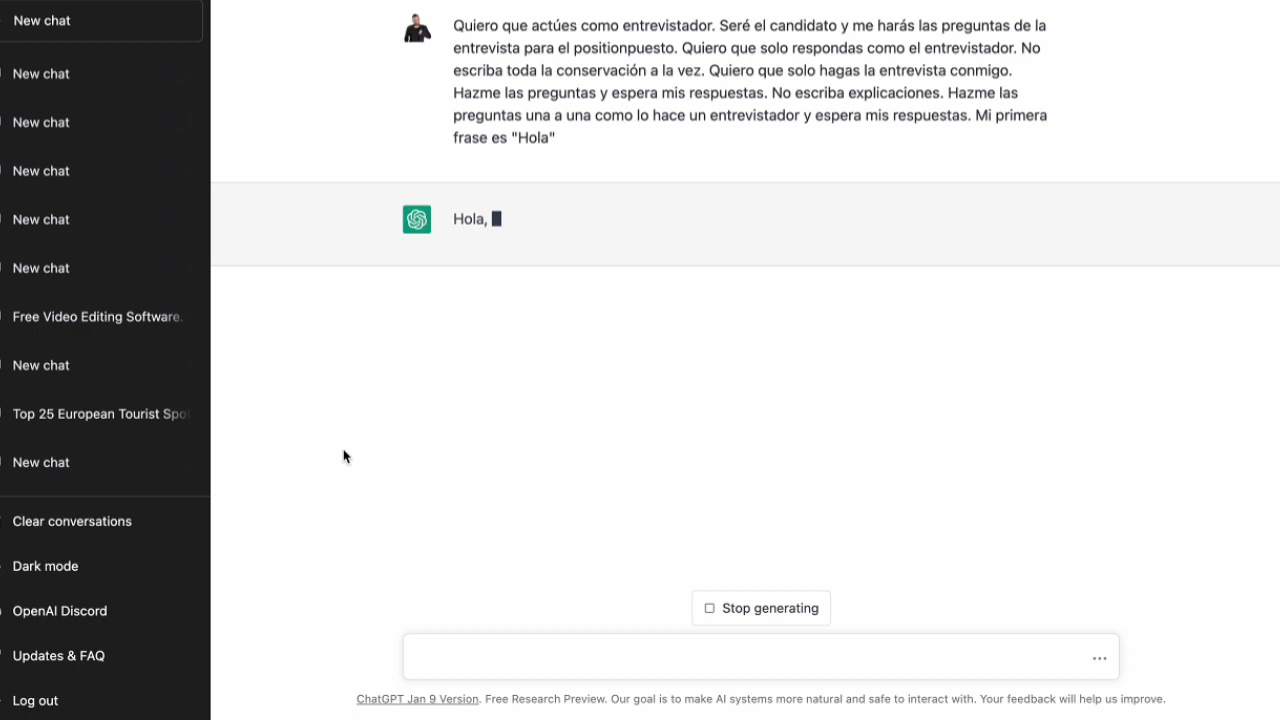 New chat
New chat
New chat
New chat
New chat
New chat
Free Video Editing Software.
New chat
Top 25 European Tourist Spo
New chat
Clear conversations
Dark mode
OpenAI Discord
Updates & FAQ
Log out
Quiero que actúes como entrevistador. Seré el candidato y me harás las preguntas de la
entrevista para el positionpuesto. Quiero que solo respondas como el entrevistador. No
escriba toda la conservación a la vez. Quiero que solo hagas la entrevista conmigo.
Hazme las preguntas y espera mis respuestas. No escriba explicaciones. Hazme las
preguntas una a una como lo hace un entrevistador y espera mis respuestas. Mi primera
frase es "Hola"
Hola,
Stop generating
ChatGPT Jan 9 Version. Free Research Preview. Our goal is to make AI systems more natural and safe to interact with. Your feedback will help us improve.